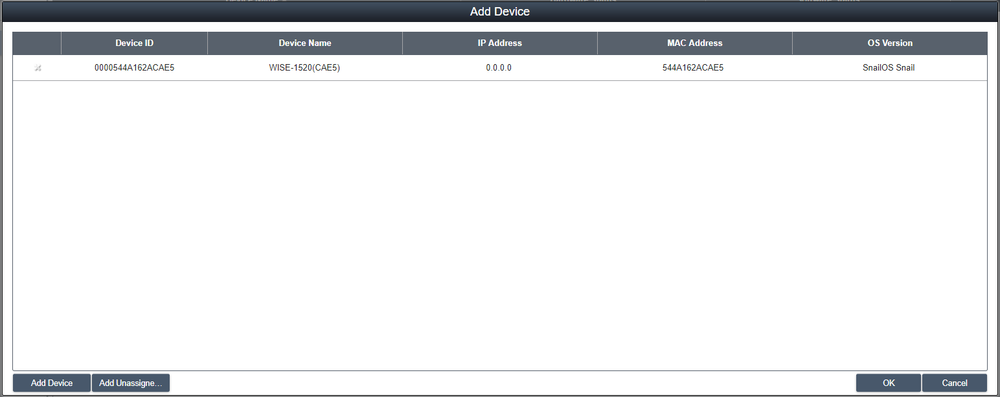 Add Device
Device ID Device Name IP Address MAC Address OS Version
0000544A162ACAE5 WISE-1520(CAE5) 0.0.0.0 544A162ACAE5 SnailOS Snail
Add Device Add Unassigne... OK Cancel